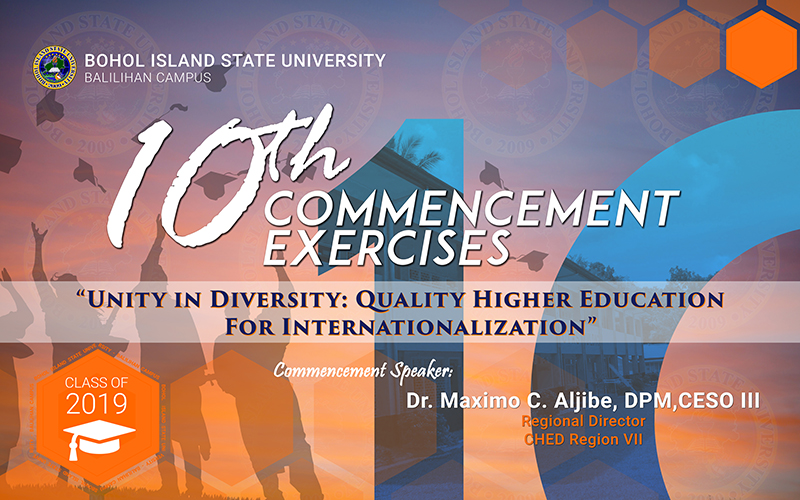 BOHOL ISLAND STATE UNIVERSITY
BALILIHAN CAMPUS
10th
COMMENCEMENT
EXERCISES
“UNITY IN DIVERSITY: QUALITY HIGHER EDUCATION
FOR INTERNATIONALIZATION”
Commencement Speaker:
Dr. Maximo C. Aljibe, DPM,CESO III
Regional Director
CHED Region VII
CLASS OF
2019
10